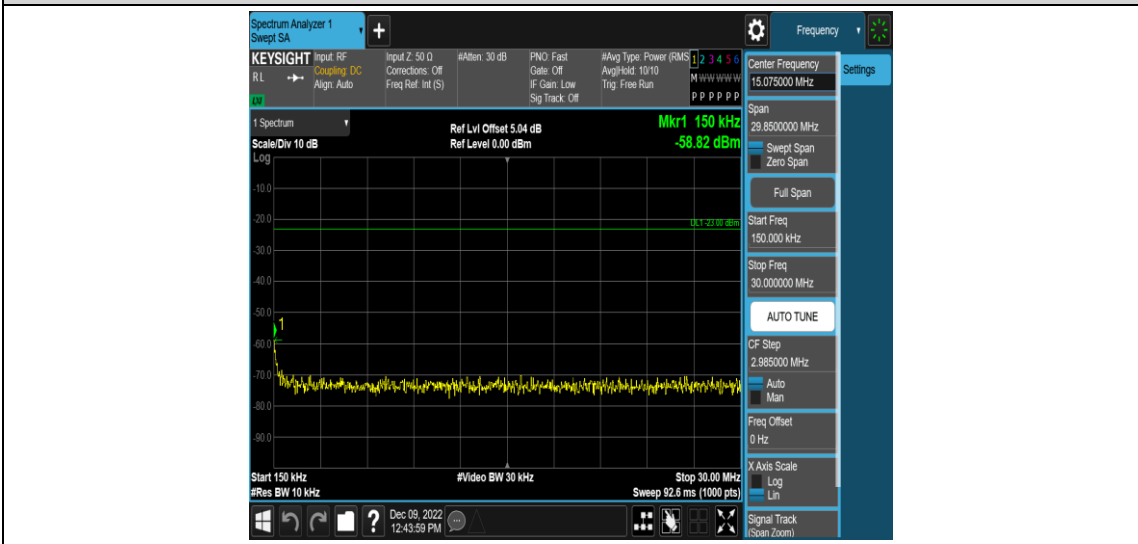 Spectrum Analyzer 1
Swept SA
+
Frequency
KEYSIGHT
RL
LXI
Input: RF
Coupling: DC
Align: Auto
Input Z: 50 Ω
Corrections: Off
Freq Ref: Int (S)
#Atten: 30 dB
PNO: Fast
Gate: Off
IF Gain: Low
Sig Track: Off
#Avg Type: Power (RMS
Avg|Hold: 10/10
Trig: Free Run
1 2 3 4 5 6
M W W W W W
P P P P P P
1 Spectrum
Scale/Div 10 dB
Log
Ref Lvl Offset 5.04 dB
Ref Level 0.00 dBm
Mkr1 150 kHz
-58.82 dBm
-10.0
-20.0
DL1 -23.00 dBm
-30.0
-40.0
-50.0
1
-60.0
-70.0
-80.0
-90.0
Start 150 kHz
#Res BW 10 kHz
#Video BW 30 kHz
Stop 30.00 MHz
Sweep 92.6 ms (1000 pts)
?
Dec 09, 2022
12:43:59 PM
Center Frequency
15.075000 MHz
Settings
Span
29.8500000 MHz
Swept Span
Zero Span
Full Span
Start Freq
150.000 kHz
Stop Freq
30.000000 MHz
AUTO TUNE
CF Step
2.985000 MHz
Auto
Man
Freq Offset
0 Hz
X Axis Scale
Log
Lin
Signal Track
(Span Zoom)